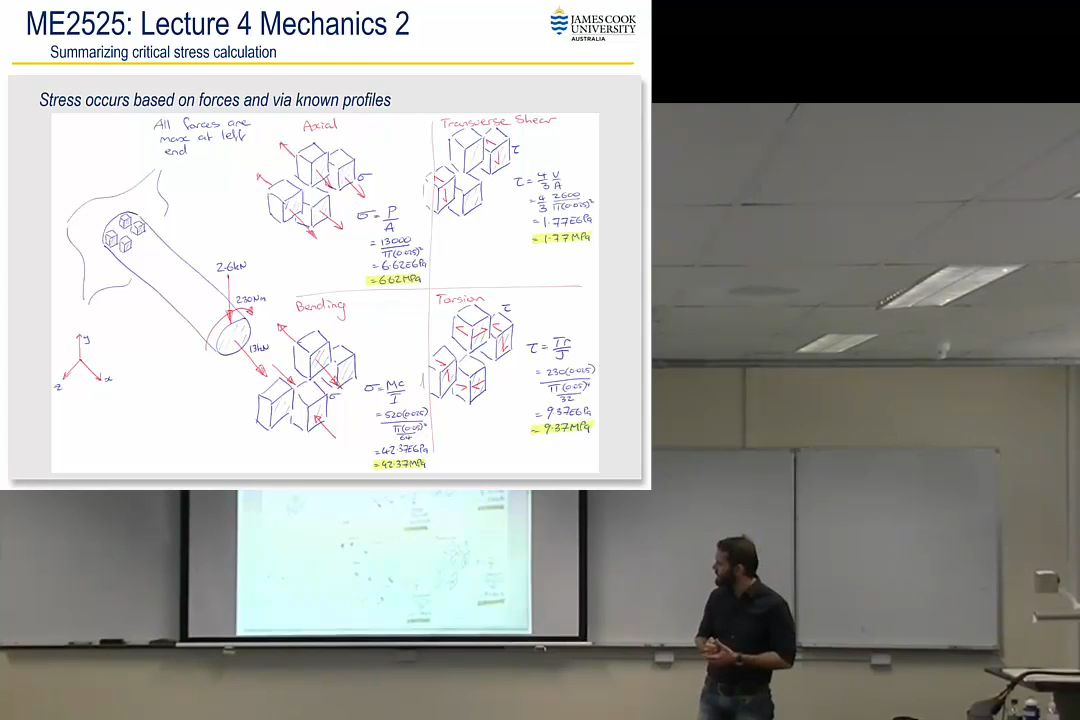 ME2525: Lecture 4 Mechanics 2
Summarizing critical stress calculation
JAMES COOK
UNIVERSITY
AUSTRALIA
Stress occurs based on forces and via known profiles
All forces are
max at left
end
Axial
σ
σ = P/A
= 13000/π(0.025)²
= 6.62E6Pa
= 6.62MPa
Transverse Shear
τ
τ = 4/3 V/A
= 4/3 2600/π(0.025)²
= 1.77E6Pa
= 1.77MPa
2.6kN
230Nm
13kN
y
z
x
Bending
σ
σ = Mc/I
= 520(0.025)
π(0.05)⁴/64
= 42.37E6Pa
= 42.37MPa
Torsion
τ
τ = Tr/J
= 230(0.025)
π(0.05)⁴/32
= 9.37E6Pa
= 9.37MPa